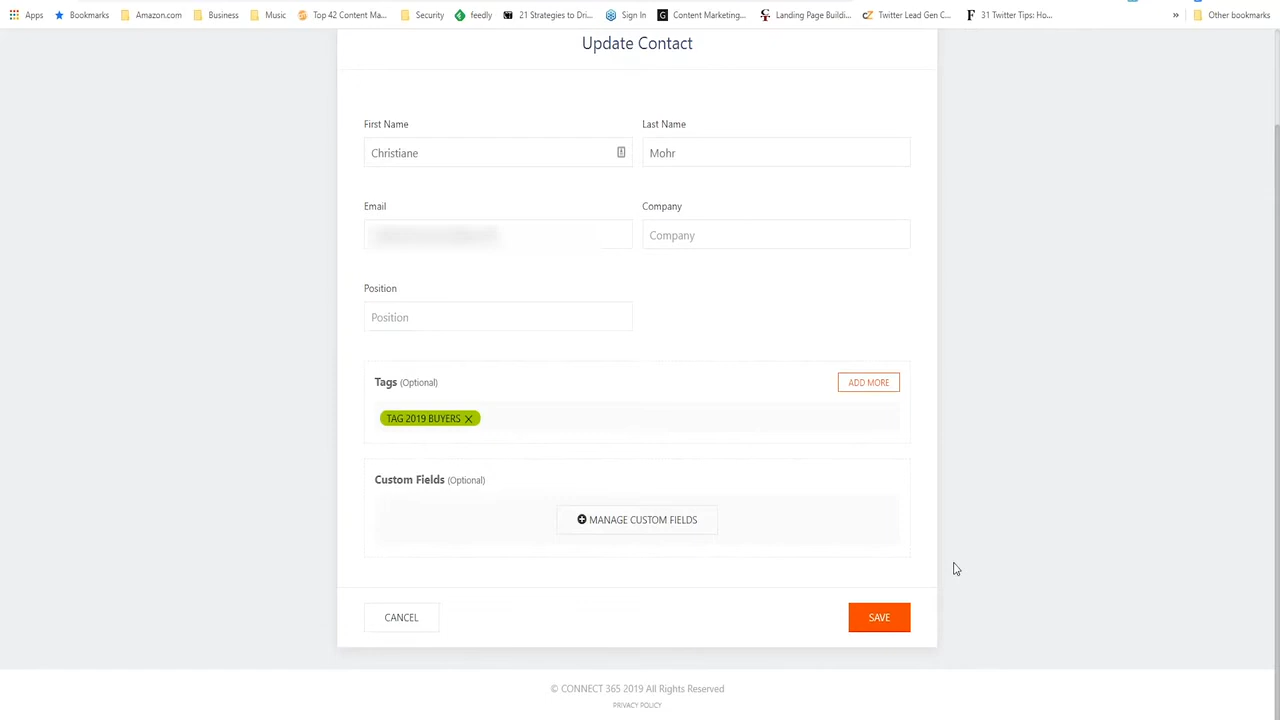 Apps Bookmarks Amazon.com Business Music Top 42 Content Ma... Security feedly 21 Strategies to Dri... Sign In Content Marketing... Landing Page Buildi... Twitter Lead Gen C... 31 Twitter Tips: Ho... » Other bookmarks
Update Contact
First Name Last Name
Christiane Mohr
Email Company
Company
Position
Position
Tags (Optional) ADD MORE
TAG 2019 BUYERS
Custom Fields (Optional)
MANAGE CUSTOM FIELDS
CANCEL SAVE
© CONNECT 365 2019 All Rights Reserved
PRIVACY POLICY